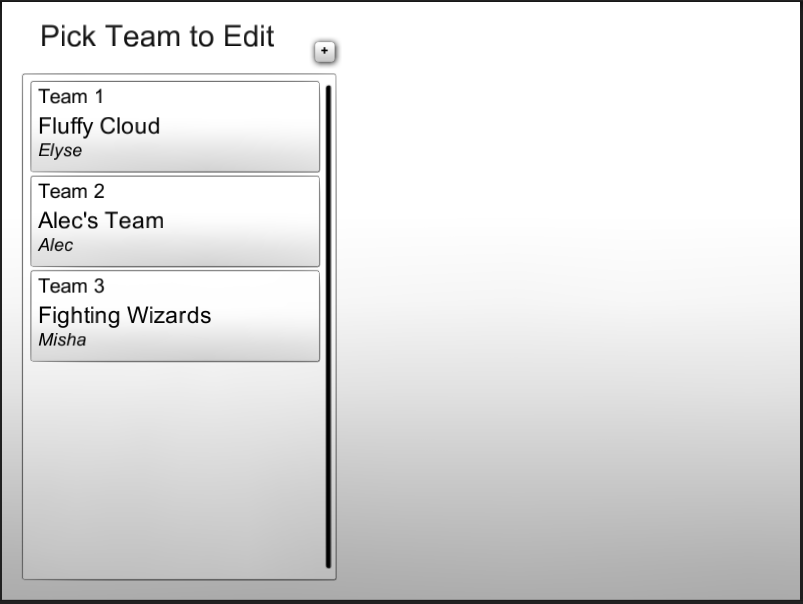 Pick Team to Edit
+
Team 1
Fluffy Cloud
Elyse
Team 2
Alec's Team
Alec
Team 3
Fighting Wizards
Misha